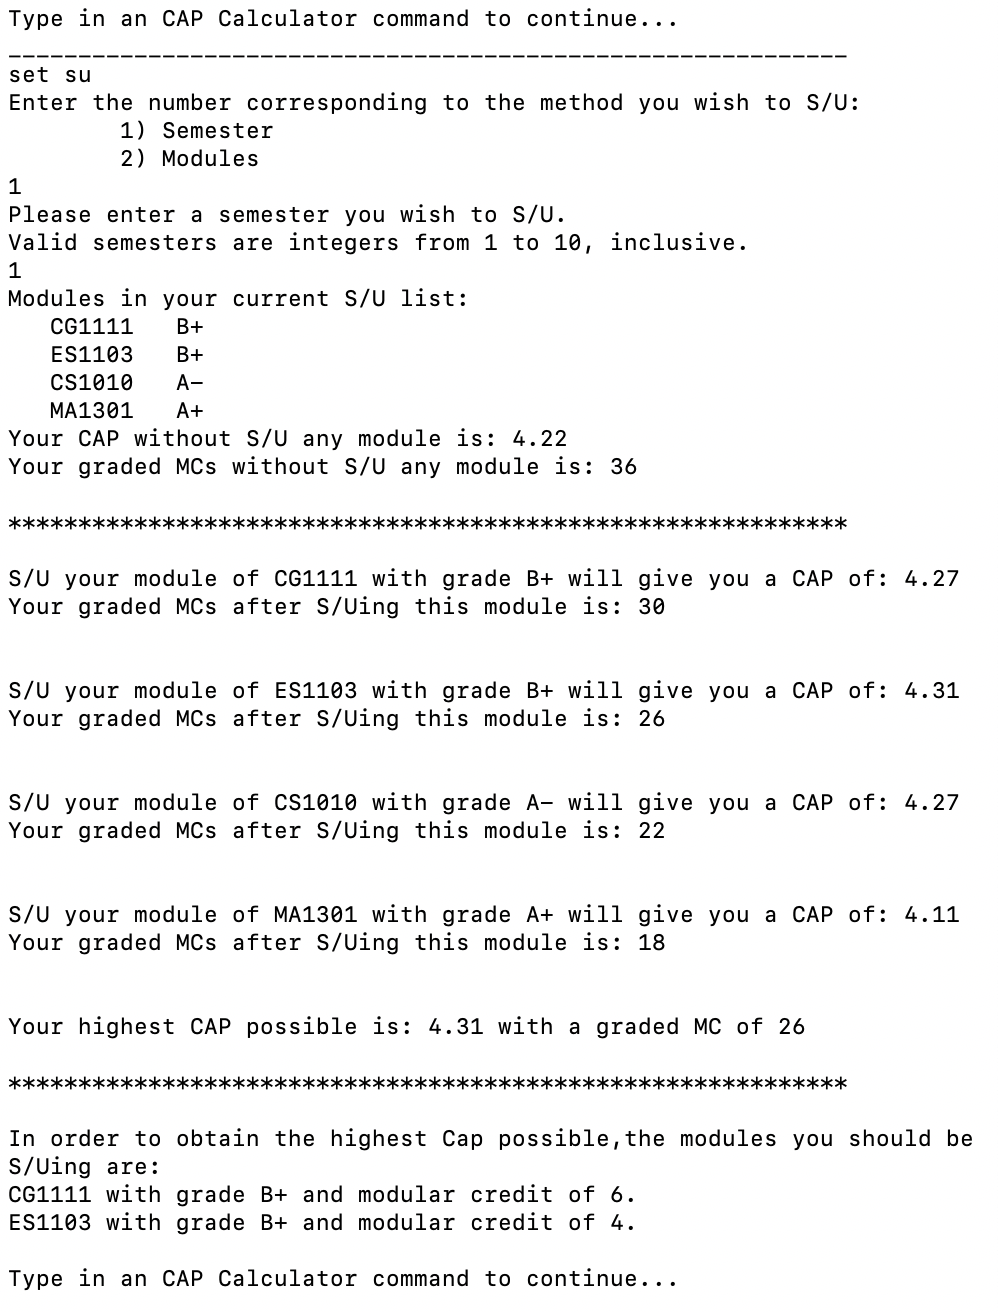 Type in an CAP Calculator command to continue...
____________________________________________________________
set su
Enter the number corresponding to the method you wish to S/U:
        1) Semester
        2) Modules
1
Please enter a semester you wish to S/U.
Valid semesters are integers from 1 to 10, inclusive.
1
Modules in your current S/U list:
   CG1111   B+
   ES1103   B+
   CS1010   A-
   MA1301   A+
Your CAP without S/U any module is: 4.22
Your graded MCs without S/U any module is: 36
************************************************************
S/U your module of CG1111 with grade B+ will give you a CAP of: 4.27
Your graded MCs after S/Uing this module is: 30
S/U your module of ES1103 with grade B+ will give you a CAP of: 4.31
Your graded MCs after S/Uing this module is: 26
S/U your module of CS1010 with grade A- will give you a CAP of: 4.27
Your graded MCs after S/Uing this module is: 22
S/U your module of MA1301 with grade A+ will give you a CAP of: 4.11
Your graded MCs after S/Uing this module is: 18
Your highest CAP possible is: 4.31 with a graded MC of 26
************************************************************
In order to obtain the highest Cap possible,the modules you should be
S/Uing are:
CG1111 with grade B+ and modular credit of 6.
ES1103 with grade B+ and modular credit of 4.
Type in an CAP Calculator command to continue...